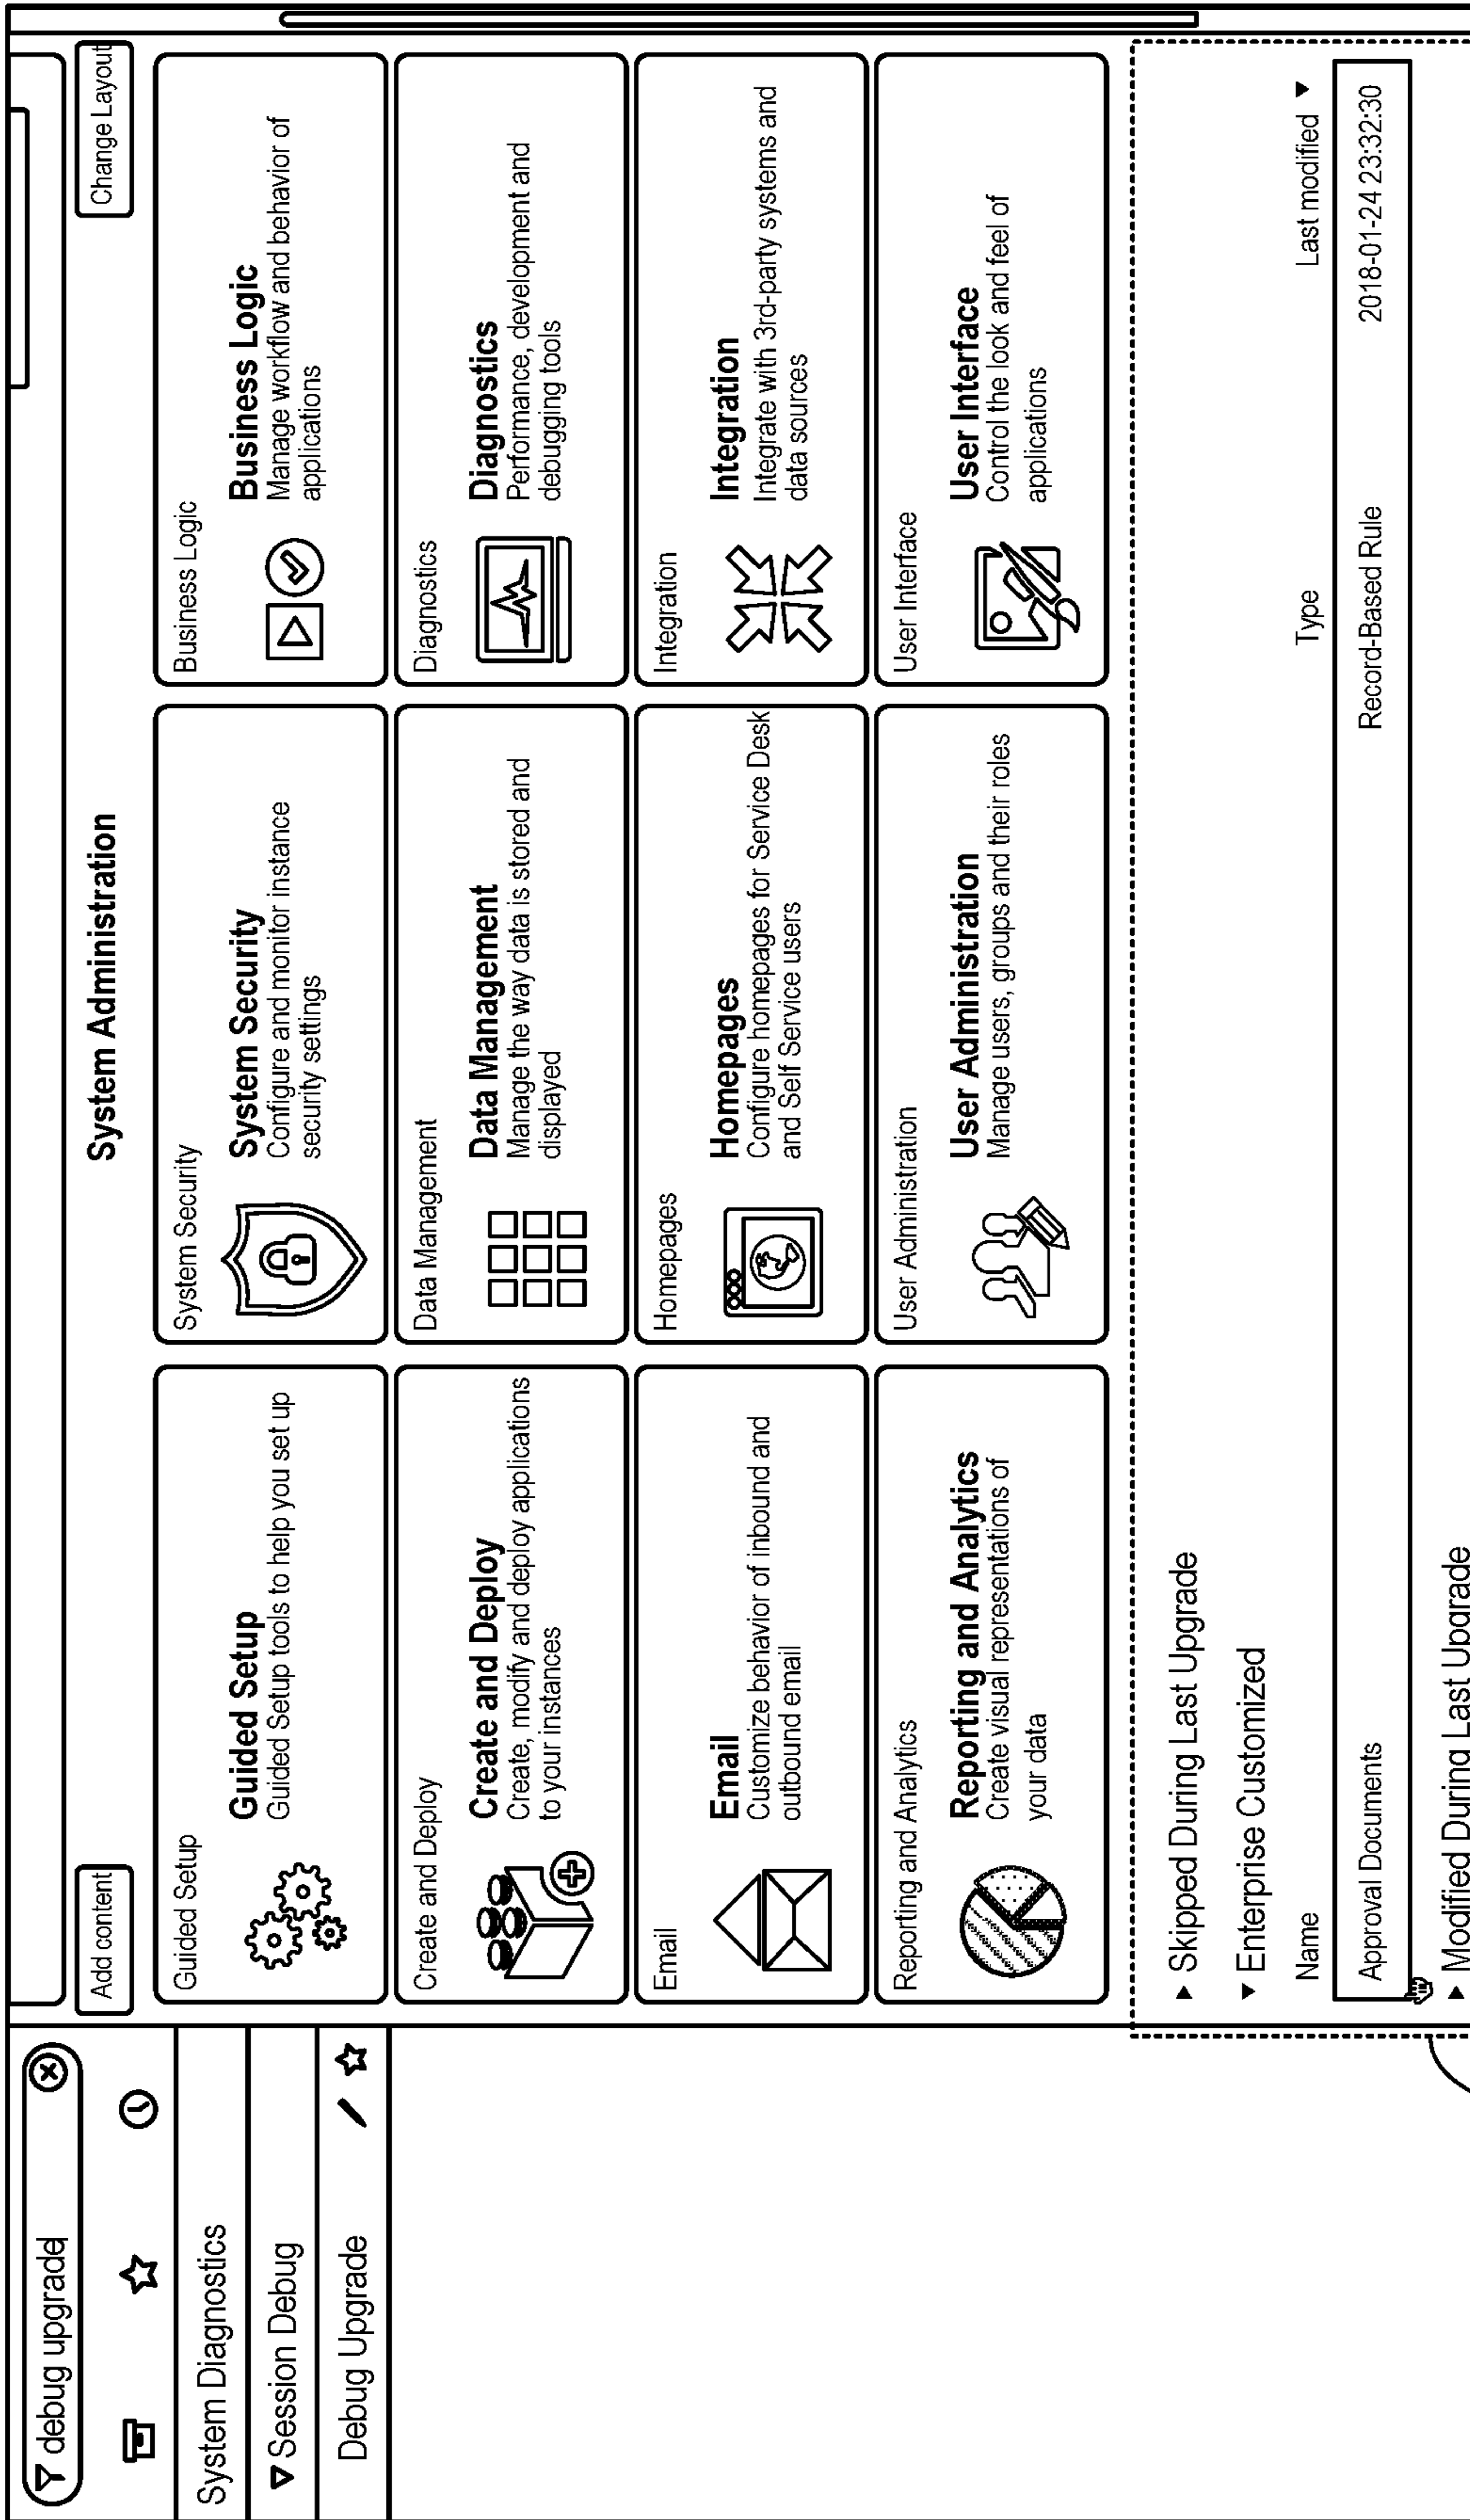 debug upgrade
System Diagnostics
Session Debug
Debug Upgrade
Add content
System Administration
Change Layout
Guided Setup
Guided Setup
Guided Setup tools to help you set up
System Security
System Security
Configure and monitor instance
security settings
Business Logic
Business Logic
Manage workflow and behavior of
applications
Create and Deploy
Create and Deploy
Create, modify and deploy applications
to your instances
Data Management
Data Management
Manage the way data is stored and
displayed
Diagnostics
Diagnostics
Performance, development and
debugging tools
Email
Email
Customize behavior of inbound and
outbound email
Homepages
Homepages
Configure homepages for Service Desk
and Self Service users
Integration
Integration
Integrate with 3rd-party systems and
data sources
Reporting and Analytics
Reporting and Analytics
Create visual representations of
your data
User Administration
User Administration
Manage users, groups and their roles
User Interface
User Interface
Control the look and feel of
applications
Skipped During Last Upgrade
Enterprise Customized
Name Type Last modified
Approval Documents Record-Based Rule 2018-01-24 23:32:30
Modified During Last Upgrade